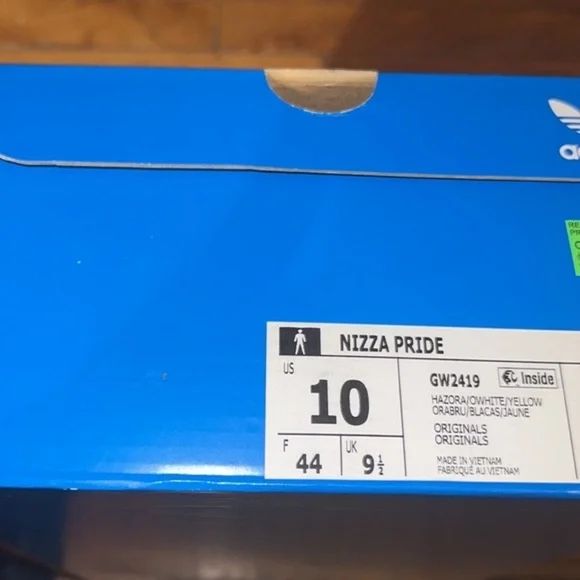 NIZZA PRIDE
US
10
F
44
UK
9½
GW2419
Inside
HAZORA/OWHITE/YELLOW
ORABRU/BLACAS/JAUNE
ORIGINALS
ORIGINALS
MADE IN VIETNAM
FABRIQUÉ AU VIETNAM